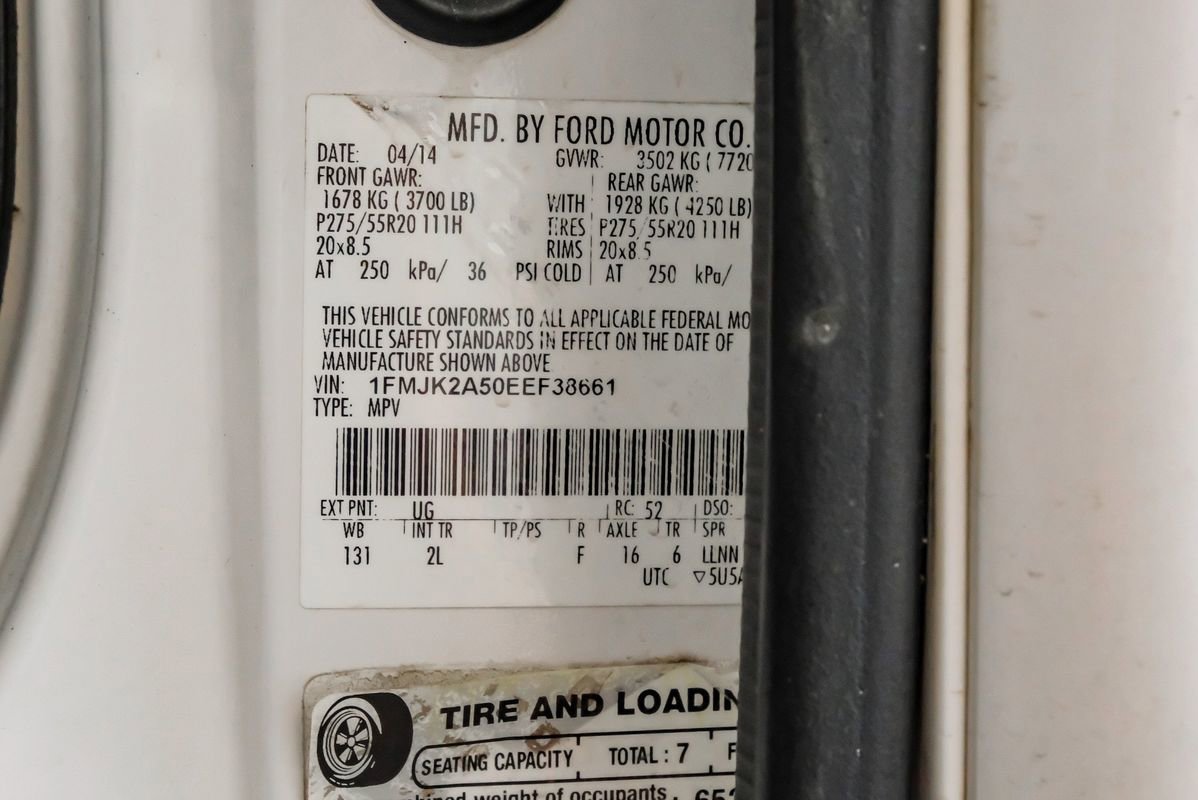 MFD. BY FORD MOTOR CO.
DATE: 04/14 GVWR: 3502 KG ( 7720
FRONT GAWR: REAR GAWR:
1678 KG ( 3700 LB) WITH 1928 KG ( 4250 LB)
P275/55R20 111H TIRES P275/55R20 111H
20x8.5 RIMS 20x8.5
AT 250 kPa/ 36 PSI COLD AT 250 kPa/
THIS VEHICLE CONFORMS TO ALL APPLICABLE FEDERAL MO
VEHICLE SAFETY STANDARDS IN EFFECT ON THE DATE OF
MANUFACTURE SHOWN ABOVE
VIN: 1FMJK2A50EEF38661
TYPE: MPV
EXT PNT: UG RC: 52 DSO:
WB INT TR TP/PS R AXLE TR SPR
131 2L F 16 6 LLNN
UTC ▽5U5A
TIRE AND LOADIN
SEATING CAPACITY TOTAL : 7 F
weight of occupants